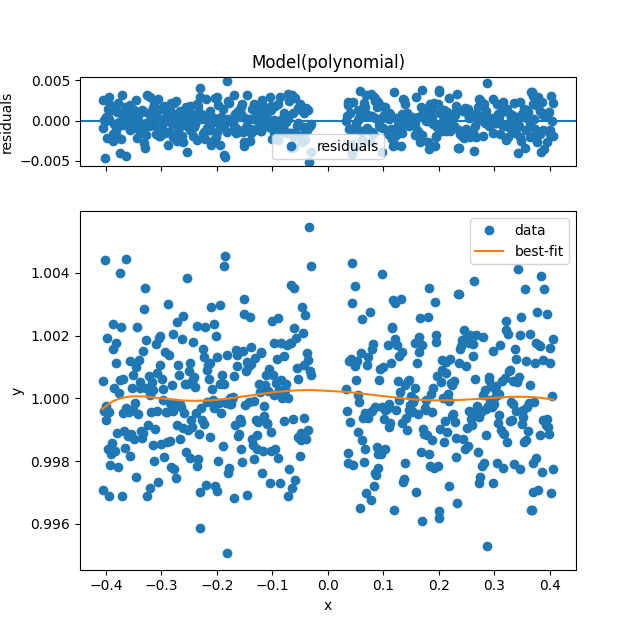 Model(polynomial)
0.005
0.000
−0.005
residuals
residuals
data
best-fit
1.004
1.002
1.000
0.998
0.996
y
−0.4 −0.3 −0.2 −0.1 0.0 0.1 0.2 0.3 0.4
x